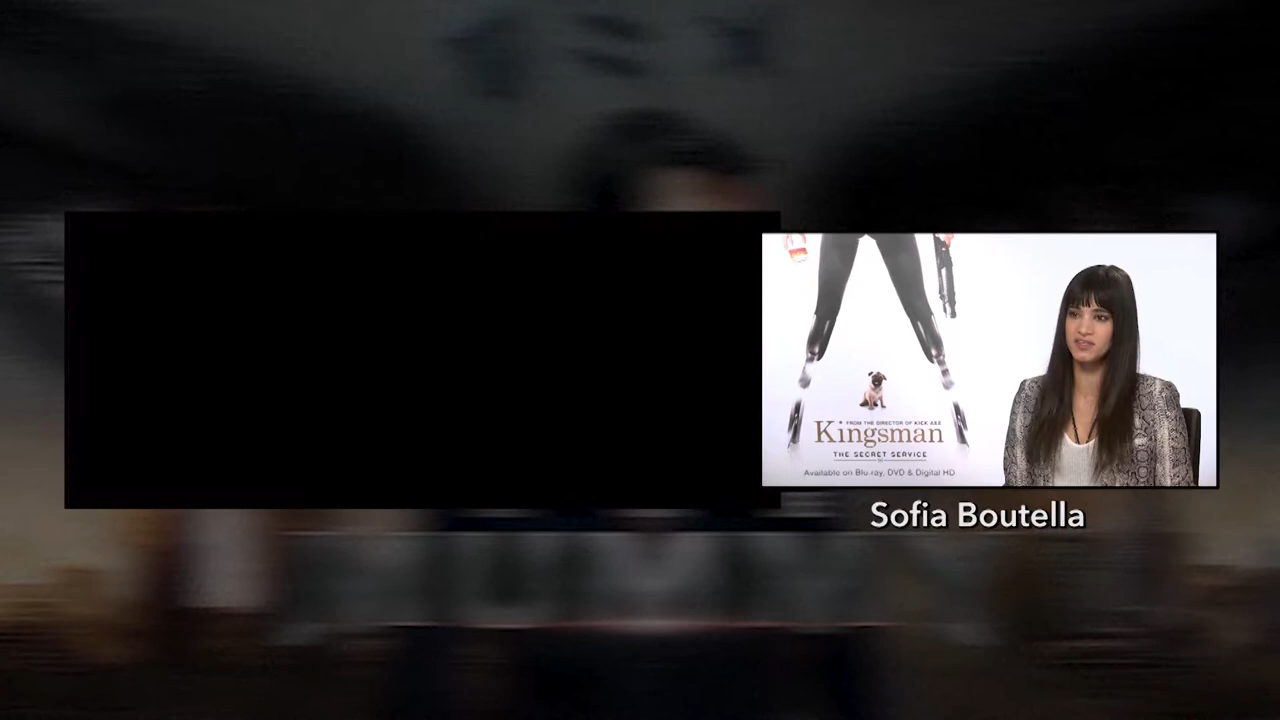 FROM THE DIRECTOR OF KICK-ASS
Kingsman
THE SECRET SERVICE
Available on Blu-ray, DVD & Digital HD
Sofia Boutella